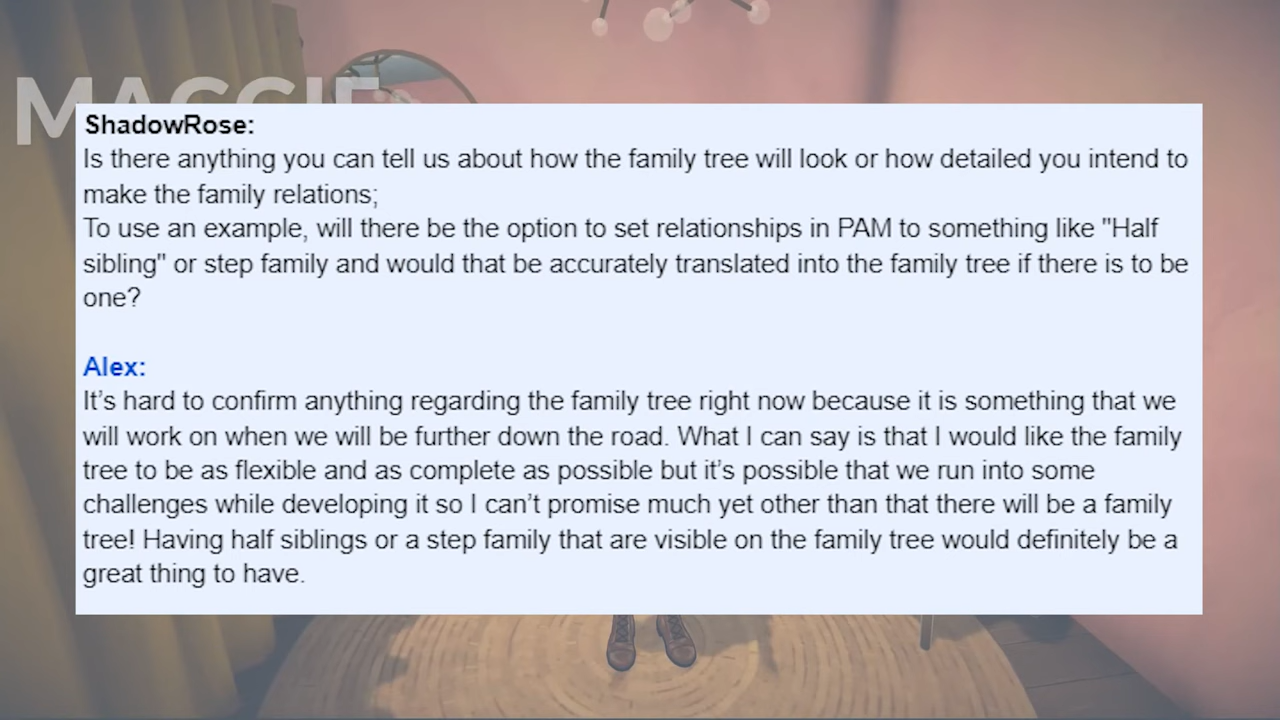 MAGGIE
ShadowRose:
Is there anything you can tell us about how the family tree will look or how detailed you intend to
make the family relations;
To use an example, will there be the option to set relationships in PAM to something like "Half
sibling" or step family and would that be accurately translated into the family tree if there is to be
one?
Alex:
It’s hard to confirm anything regarding the family tree right now because it is something that we
will work on when we will be further down the road. What I can say is that I would like the family
tree to be as flexible and as complete as possible but it’s possible that we run into some
challenges while developing it so I can’t promise much yet other than that there will be a family
tree! Having half siblings or a step family that are visible on the family tree would definitely be a
great thing to have.